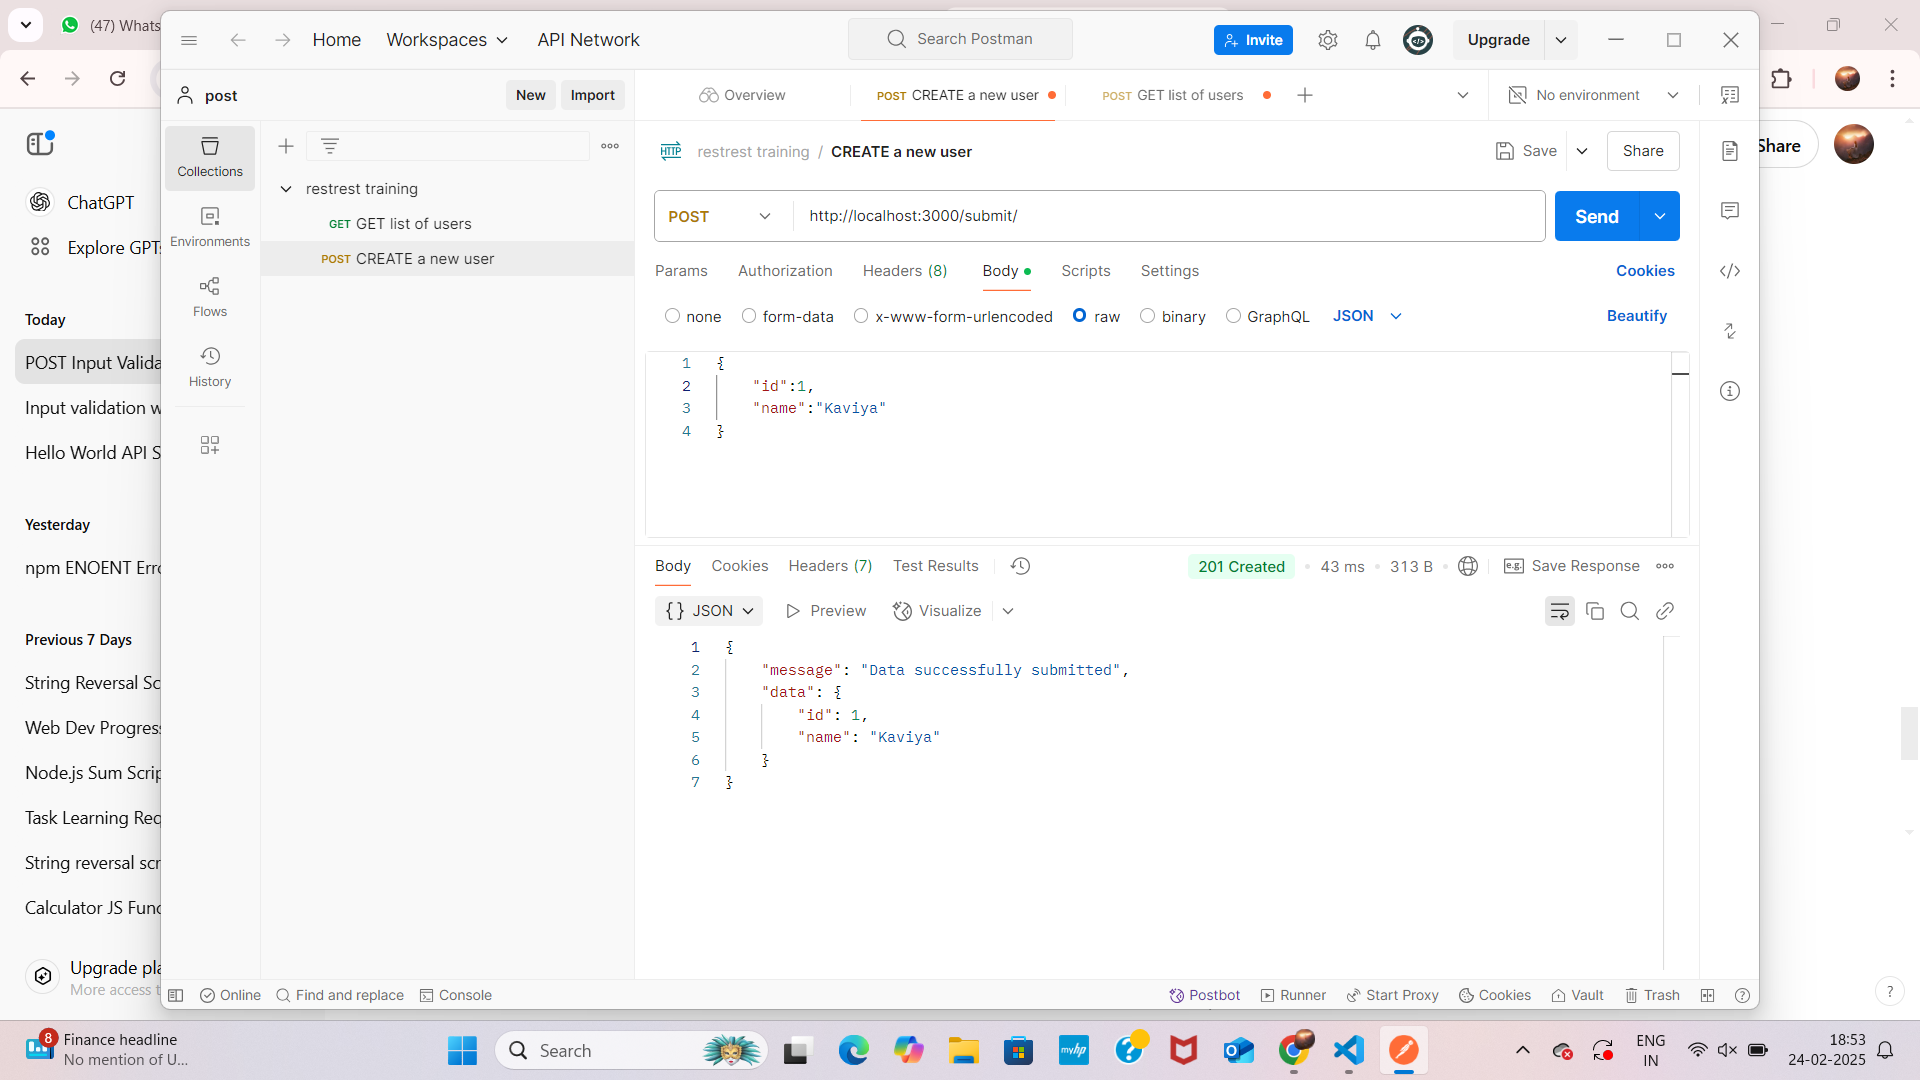 (47) Whats
Home
Workspaces
API Network
Search Postman
Invite
Upgrade
post
New
Import
Overview
POST CREATE a new user
POST GET list of users
No environment
Share
Collections
Environments
Flows
History
restrest training
GET GET list of users
POST CREATE a new user
HTTP
restrest training / CREATE a new user
Save
Share
POST
http://localhost:3000/submit/
Send
Params
Authorization
Headers (8)
Body
Scripts
Settings
Cookies
none
form-data
x-www-form-urlencoded
raw
binary
GraphQL
JSON
Beautify
1 {
2 "id":1,
3 "name":"Kaviya"
4 }
Body
Cookies
Headers (7)
Test Results
201 Created
43 ms
313 B
e.g.
Save Response
{} JSON
Preview
Visualize
1 {
2 "message": "Data successfully submitted",
3 "data": {
4 "id": 1,
5 "name": "Kaviya"
6 }
7 }
ChatGPT
Explore GPTs
Today
POST Input Valida
Input validation w
Hello World API S
Yesterday
npm ENOENT Erro
Previous 7 Days
String Reversal Sc
Web Dev Progress
Node.js Sum Scrip
Task Learning Req
String reversal scr
Calculator JS Func
Upgrade pla
More access t
Online
Find and replace
Console
Postbot
Runner
Start Proxy
Cookies
Vault
Trash
?
?
8
Finance headline
No mention of U...
Search
myhp
?
ENG
IN
18:53
24-02-2025